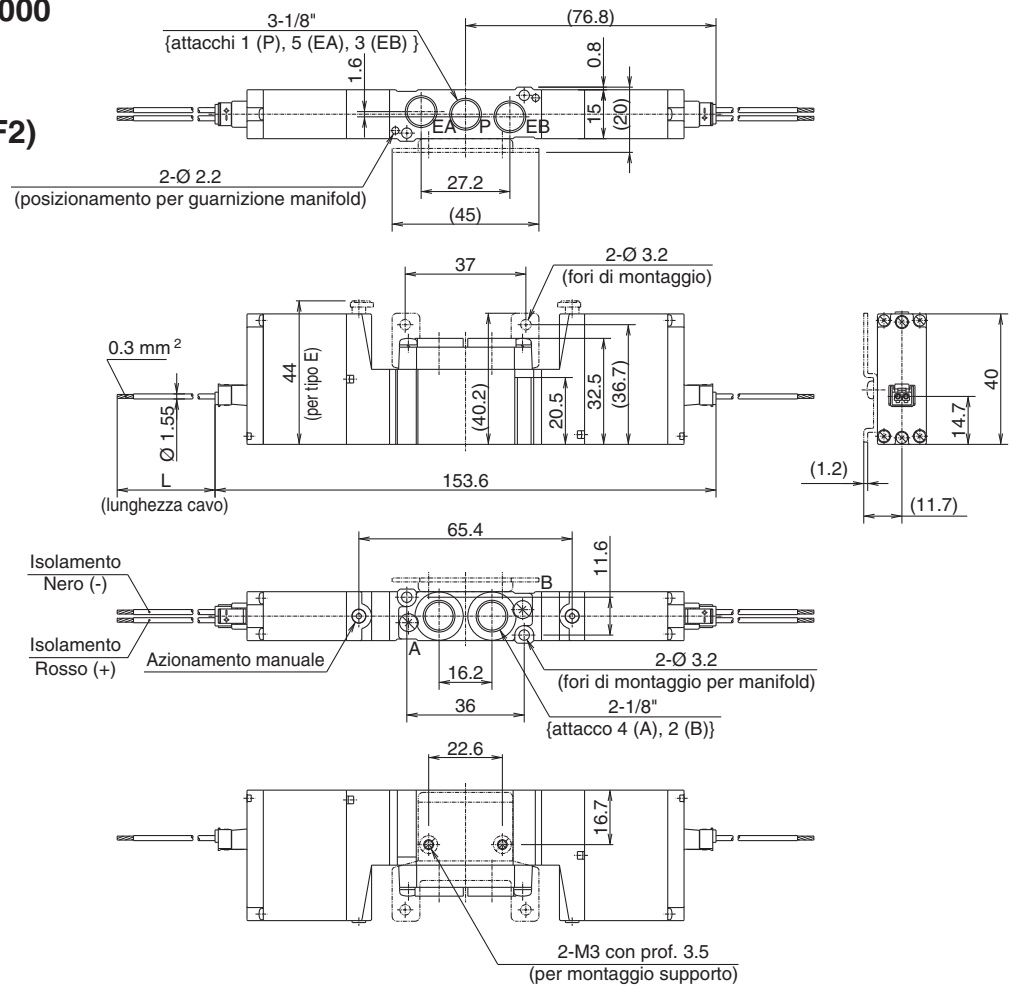 000
F2)
3-1/8"
{attacchi 1 (P), 5 (EA), 3 (EB) }
(76.8)
1.6
0.8
15
(20)
EA
P
EB
2-Ø 2.2
(posizionamento per guarnizione manifold)
27.2
(45)
37
2-Ø 3.2
(fori di montaggio)
0.3 mm 2
Ø 1.55
44
(per tipo E)
(40.2)
20.5
32.5
(36.7)
40
14.7
L
(lunghezza cavo)
153.6
(1.2)
(11.7)
65.4
11.6
Isolamento
Nero (-)
Isolamento
Rosso (+)
Azionamento manuale
A
B
16.2
36
2-Ø 3.2
(fori di montaggio per manifold)
2-1/8"
{attacco 4 (A), 2 (B)}
22.6
16.7
2-M3 con prof. 3.5
(per montaggio supporto)